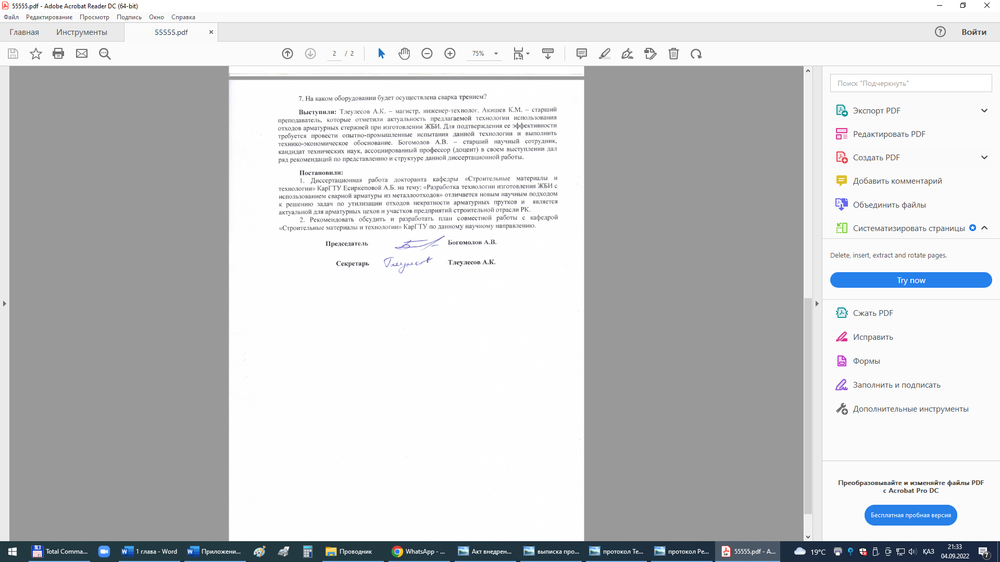 55555.pdf - Adobe Acrobat Reader DC (64-bit)
Файл Редактирование Просмотр Подпись Окно Справка
Главная Инструменты 55555.pdf Войти
2 / 2 75%
7. На каком оборудовании будет осуществлена сварка трением?
Выступили: Тлеулесов А.К. – магистр, инженер-технолог, Акишев К.М. – старший
преподаватель, которые отметили актуальность предлагаемой технологии использования
отходов арматурных стержней при изготовлении ЖБИ. Для подтверждения ее эффективности
требуется провести опытно-промышленные испытания данной технологии и выполнить
технико-экономическое обоснование. Богомолов А.В. – старший научный сотрудник,
кандидат технических наук, ассоциированный профессор (доцент) в своем выступлении дал
ряд рекомендаций по представлению и структуре данной диссертационной работы.
Постановили:
1. Диссертационная работа докторанта кафедры «Строительные материалы и
технологии» КарГТУ Есиркеповой А.Б. на тему: «Разработка технологии изготовления ЖБИ с
использованием сварной арматуры из металлоотходов» отличается новым научным подходом
к решению задач по утилизации отходов некратности арматурных прутков и является
актуальной для арматурных цехов и участков предприятий строительной отрасли РК.
2. Рекомендовать обсудить и разработать план совместной работы с кафедрой
«Строительные материалы и технологии» КарГТУ по данному научному направлению.
Председатель Богомолов А.В.
Секретарь Тлеулесов Тлеулесов А.К.
Поиск "Подчеркнуть"
Экспорт PDF
Редактировать PDF
Создать PDF
Добавить комментарий
Объединить файлы
Систематизировать страницы
Delete, insert, extract and rotate pages.
Try now
Сжать PDF
Исправить
Формы
Заполнить и подписать
Дополнительные инструменты
Преобразовывайте и изменяйте файлы PDF
с Acrobat Pro DC
Бесплатная пробная версия
Total Comma... 1 глава - Word Приложени... Проводник WhatsApp - ... Акт внедрен... выписка про... протокол Те... протокол Ре... 55555.pdf - A... 19°C ҚАЗ 21:33
04.09.2022 7